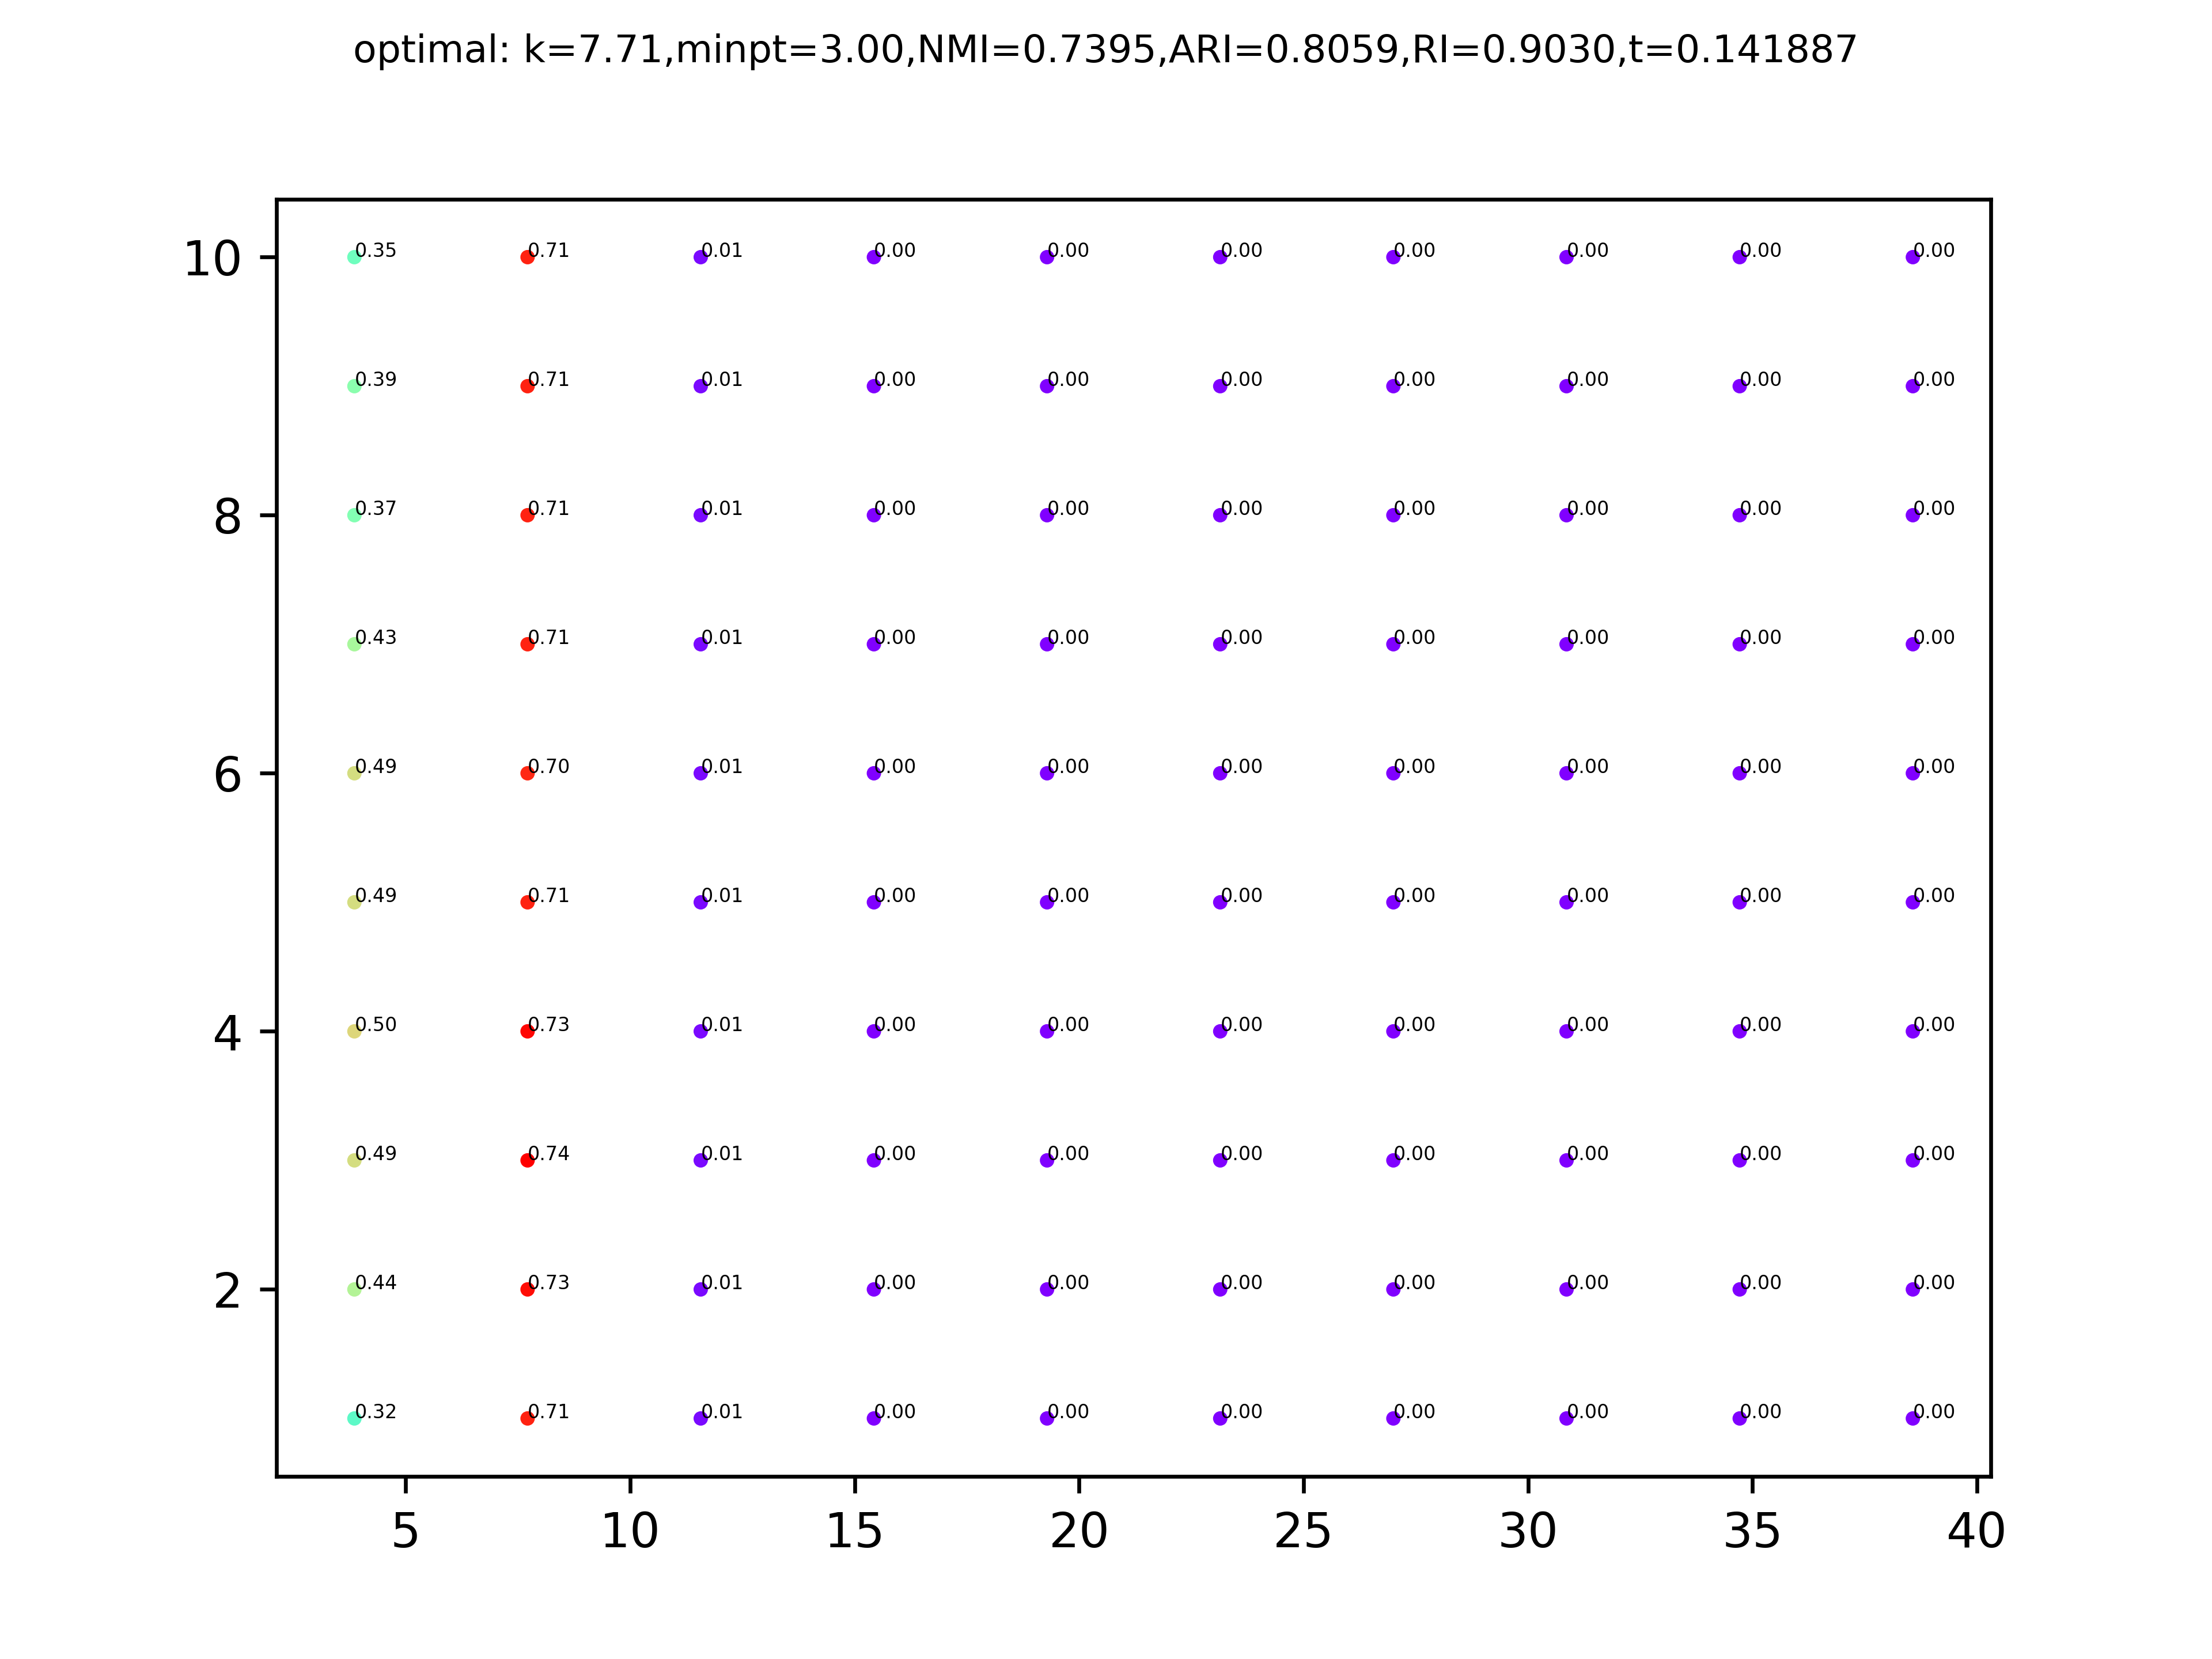 optimal: k=7.71,minpt=3.00,NMI=0.7395,ARI=0.8059,RI=0.9030,t=0.141887
10 0.35 0.71 0.01 0.00 0.00 0.00 0.00 0.00 0.00 0.00
0.39 0.71 0.01 0.00 0.00 0.00 0.00 0.00 0.00 0.00
8 0.37 0.71 0.01 0.00 0.00 0.00 0.00 0.00 0.00 0.00
0.43 0.71 0.01 0.00 0.00 0.00 0.00 0.00 0.00 0.00
6 0.49 0.70 0.01 0.00 0.00 0.00 0.00 0.00 0.00 0.00
0.49 0.71 0.01 0.00 0.00 0.00 0.00 0.00 0.00 0.00
4 0.50 0.73 0.01 0.00 0.00 0.00 0.00 0.00 0.00 0.00
0.49 0.74 0.01 0.00 0.00 0.00 0.00 0.00 0.00 0.00
2 0.44 0.73 0.01 0.00 0.00 0.00 0.00 0.00 0.00 0.00
0.32 0.71 0.01 0.00 0.00 0.00 0.00 0.00 0.00 0.00
5 10 15 20 25 30 35 40